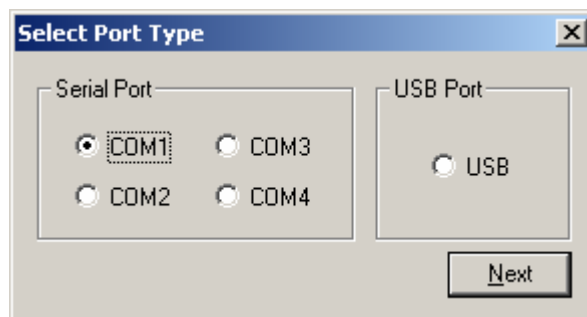 Select Port Type
Serial Port
USB Port
COM1
COM3
COM2
COM4
USB
Next